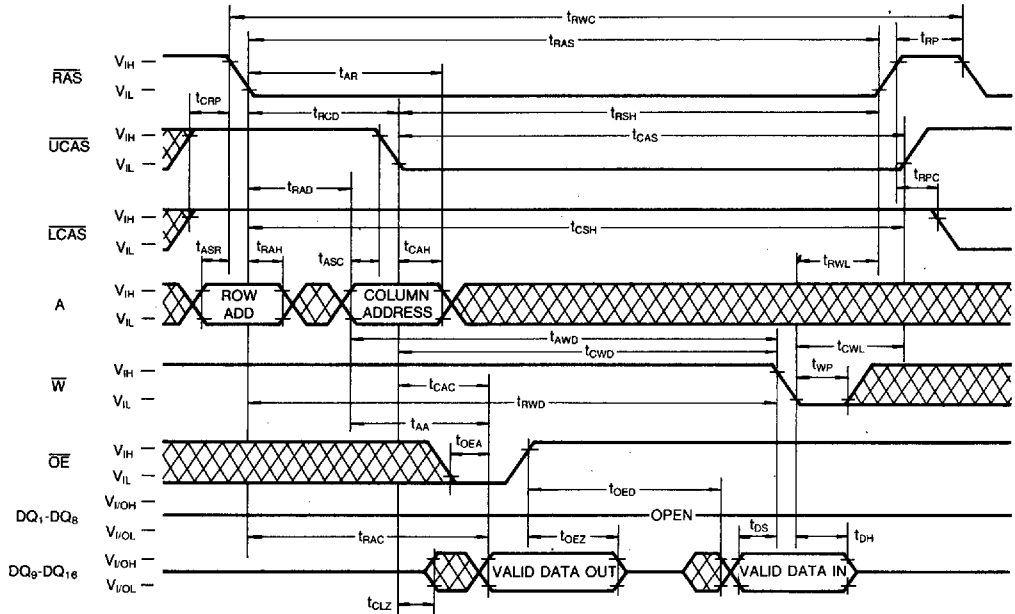 tRWC
tRAS
tRP
RAS
VIH
VIL
tAR
tCRP
tRCD
tRSH
UCAS
VIH
VIL
tCAS
tRAD
tRPC
LCAS
VIH
VIL
tCSH
tASR
tRAH
tASC
tCAH
tRWL
A
VIH
VIL
ROW ADD
COLUMN ADDRESS
tAWD
tCWD
tCWL
W
VIH
VIL
tCAC
tWP
tRWD
tAA
OE
VIH
VIL
tOEA
tOED
DQ1-DQ8
VI/OH
VI/OL
OPEN
tRAC
tOEZ
tDS
tDH
DQ9-DQ16
VI/OH
VI/OL
VALID DATA OUT
VALID DATA IN
tCLZ